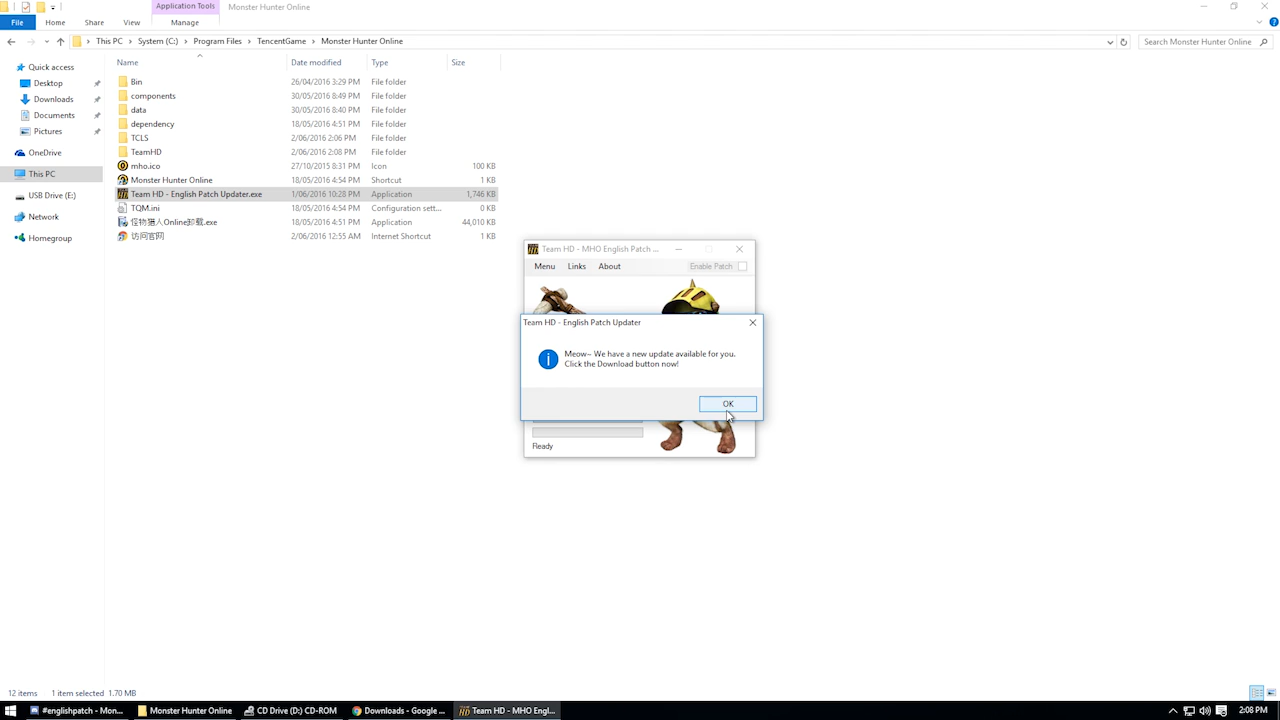 Application Tools
Monster Hunter Online
File
Home
Share
View
Manage
This PC
System (C:)
Program Files
TencentGame
Monster Hunter Online
Search Monster Hunter Online
Quick access
Desktop
Downloads
Documents
Pictures
OneDrive
This PC
USB Drive (E:)
Network
Homegroup
Name Date modified Type Size
Bin 26/04/2016 3:29 PM File folder
components 30/05/2016 8:49 PM File folder
data 30/05/2016 8:40 PM File folder
dependency 18/05/2016 4:51 PM File folder
TCLS 2/06/2016 2:06 PM File folder
TeamHD 2/06/2016 2:08 PM File folder
mho.ico 27/10/2015 8:31 PM Icon 100 KB
Monster Hunter Online 18/05/2016 4:54 PM Shortcut 1 KB
Team HD - English Patch Updater.exe 1/06/2016 10:28 PM Application 1,746 KB
TQM.ini 18/05/2016 4:54 PM Configuration sett... 0 KB
怪物猎人Online卸载.exe 18/05/2016 4:51 PM Application 44,010 KB
访问官网 2/06/2016 12:55 AM Internet Shortcut 1 KB
Team HD - MHO English Patch ...
Menu Links About Enable Patch
Team HD - English Patch Updater
Meow~ We have a new update available for you.
Click the Download button now!
OK
Ready
12 items 1 item selected 1.70 MB
#englishpatch - Mon...
Monster Hunter Online
CD Drive (D:) CD-ROM
Downloads - Google ...
Team HD - MHO Engl...
2:08 PM